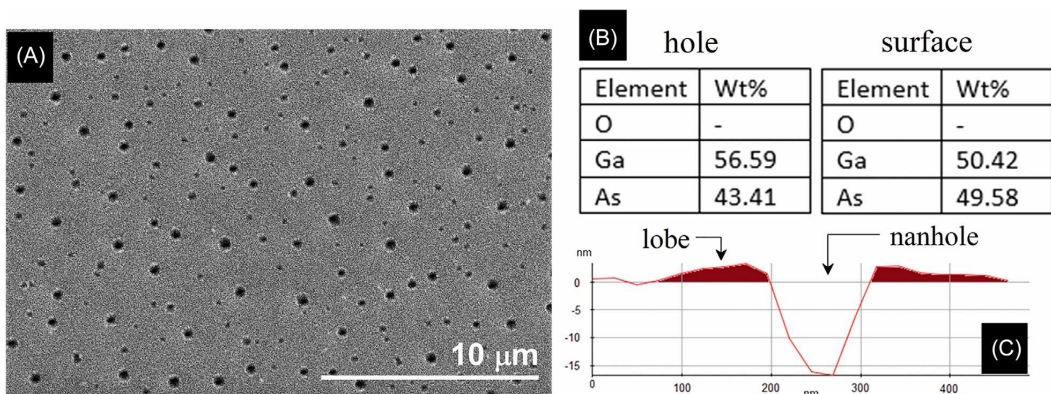 (A)
10 μm
(B)
hole
surface
Element Wt%
O -
Ga 56.59
As 43.41
Element Wt%
O -
Ga 50.42
As 49.58
lobe
nanhole
nm
0
-5
-10
-15
0 100 200 300 400
nm
(C)